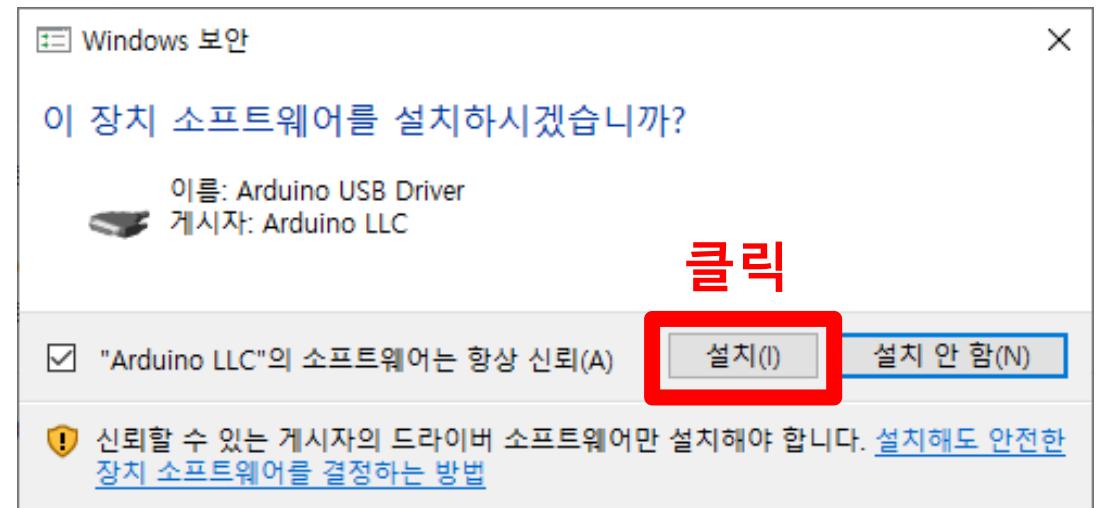 Windows 보안
이 장치 소프트웨어를 설치하시겠습니까?
이름: Arduino USB Driver
게시자: Arduino LLC
클릭
"Arduino LLC"의 소프트웨어는 항상 신뢰(A)
설치(I)
설치 안 함(N)
신뢰할 수 있는 게시자의 드라이버 소프트웨어만 설치해야 합니다. 설치해도 안전한
장치 소프트웨어를 결정하는 방법